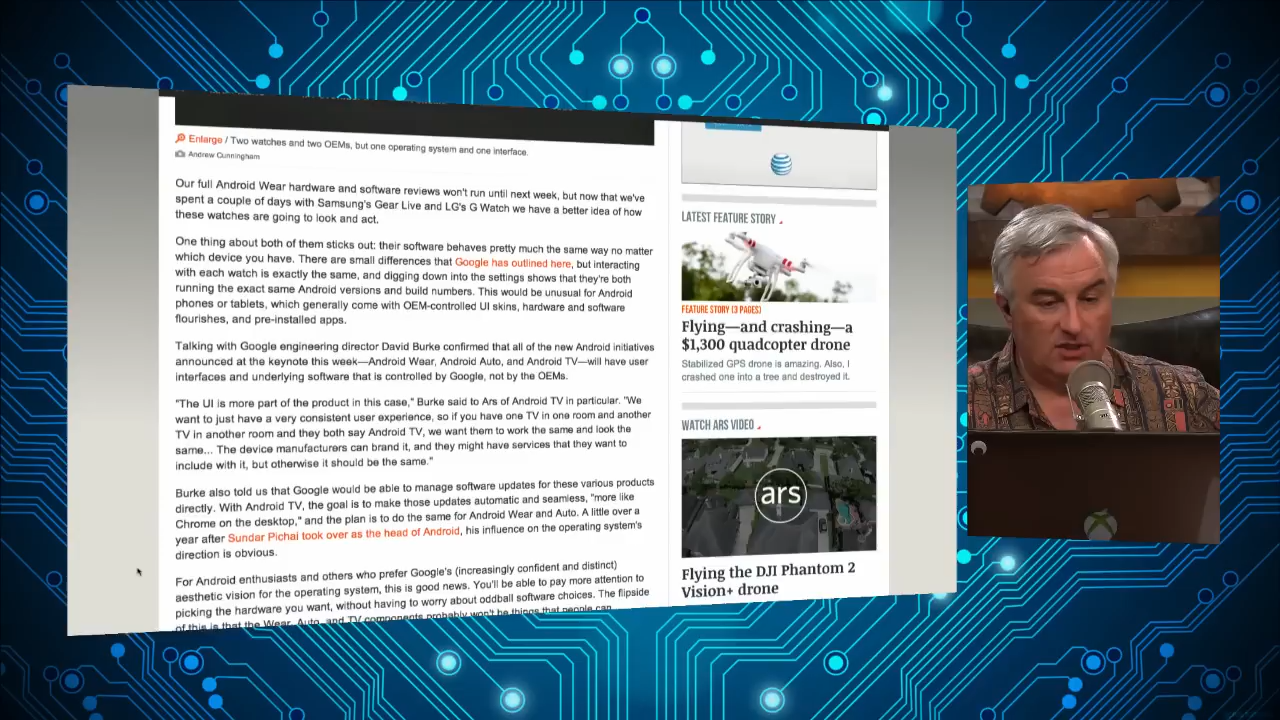 Enlarge / Two watches and two OEMs, but one operating system and one interface.
Andrew Cunningham
Our full Android Wear hardware and software reviews won't run until next week, but now that we've
spent a couple of days with Samsung's Gear Live and LG's G Watch we have a better idea of how
these watches are going to look and act.
One thing about both of them sticks out: their software behaves pretty much the same way no matter
which device you have. There are small differences that Google has outlined here, but interacting
with each watch is exactly the same, and digging down into the settings shows that they're both
running the exact same Android versions and build numbers. This would be unusual for Android
phones or tablets, which generally come with OEM-controlled UI skins, hardware and software
flourishes, and pre-installed apps.
Talking with Google engineering director David Burke confirmed that all of the new Android initiatives
announced at the keynote this week—Android Wear, Android Auto, and Android TV—will have user
interfaces and underlying software that is controlled by Google, not by the OEMs.
"The UI is more part of the product in this case," Burke said to Ars of Android TV in particular. "We
want to just have a very consistent user experience, so if you have one TV in one room and another
TV in another room and they both say Android TV, we want them to work the same and look the
same... The device manufacturers can brand it, and they might have services that they want to
include with it, but otherwise it should be the same."
Burke also told us that Google would be able to manage software updates for these various products
directly. With Android TV, the goal is to make those updates automatic and seamless, "more like
Chrome on the desktop," and the plan is to do the same for Android Wear and Auto. A little over a
year after Sundar Pichai took over as the head of Android, his influence on the operating system's
direction is obvious.
For Android enthusiasts and others who prefer Google's (increasingly confident and distinct)
aesthetic vision for the operating system, this is good news. You'll be able to pay more attention to
picking the hardware you want, without having to worry about oddball software choices. The flipside
of this is that the Wear, Auto, and TV components probably won't be things that people can
at&t
LATEST FEATURE STORY
FEATURE STORY (3 PAGES)
Flying—and crashing—a
$1,300 quadcopter drone
Stabilized GPS drone is amazing. Also, I
crashed one into a tree and destroyed it.
WATCH ARS VIDEO
ars
Flying the DJI Phantom 2
Vision+ drone